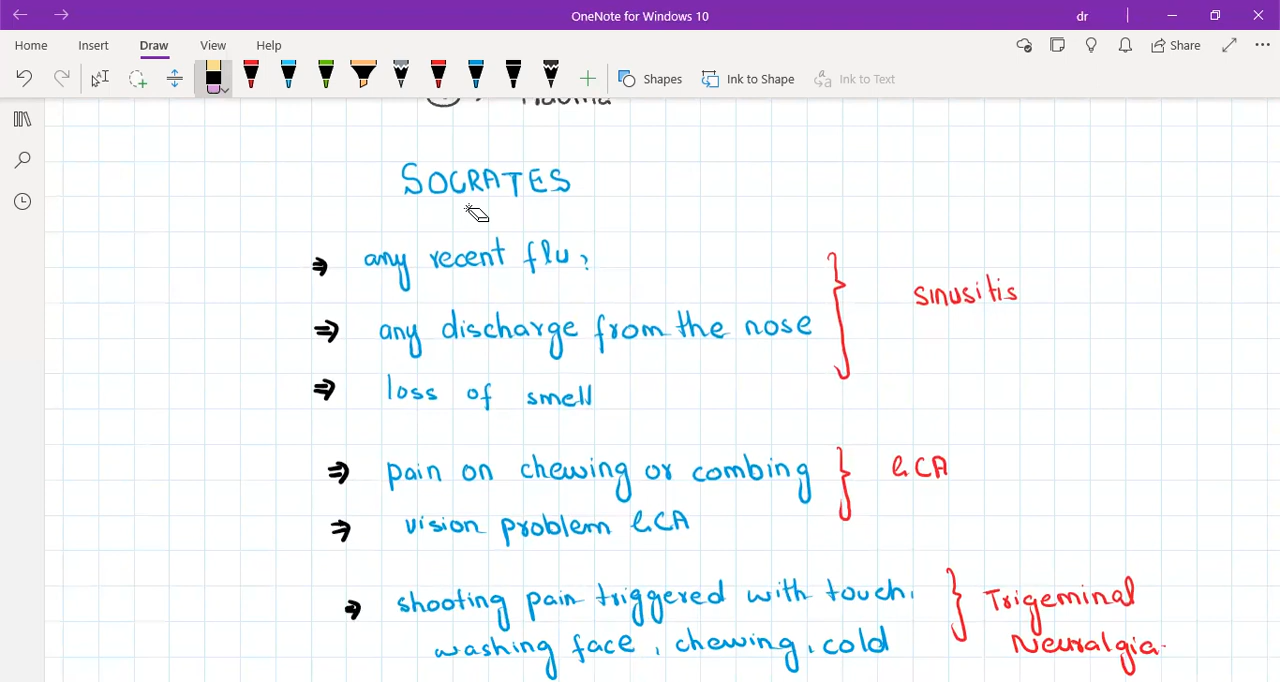 OneNote for Windows 10
dr
Home Insert Draw View Help
Share
Shapes Ink to Shape Ink to Text
Trauma
SOCRATES
⇒ any recent flu?
⇒ any discharge from the nose
⇒ loss of smell
} sinusitis
⇒ pain on chewing or combing } GCA
⇒ vision problem GCA
⇒ shooting pain triggered with touch,
washing face, chewing, cold
} Trigeminal
Neuralgia.